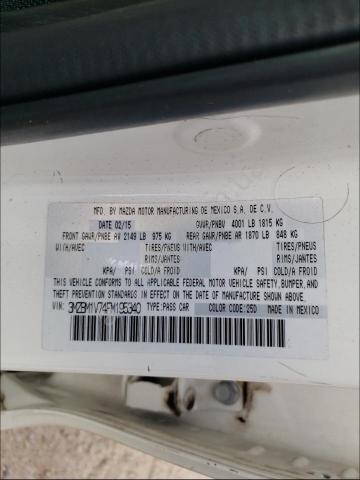 MFD. BY MAZDA MOTOR MANUFACTURING DE MEXICO S.A. DE C.V.
DATE 02/15 GVWR/PNBV 4001 LB 1815 KG
FRONT GAWR/PNBE AV 2149 LB 975 KG REAR GAWR/PNBE AR 1870 LB 848 KG
WITH/AVEC TIRES/PNEUS WITH/AVEC TIRES/PNEUS
RIMS/JANTES RIMS/JANTES
KPA/ PSI COLD/A FROID KPA/ PSI COLD/A FROID
THIS VEHICLE CONFORMS TO ALL APPLICABLE FEDERAL MOTOR VEHICLE SAFETY, BUMPER, AND
THEFT PREVENTION STANDARDS IN EFFECT ON THE DATE OF MANUFACTURE SHOWN ABOVE.
VIN: 3MZBM1V74FM195340 TYPE:PASS CAR COLOR CODE:25D MADE IN MEXICO